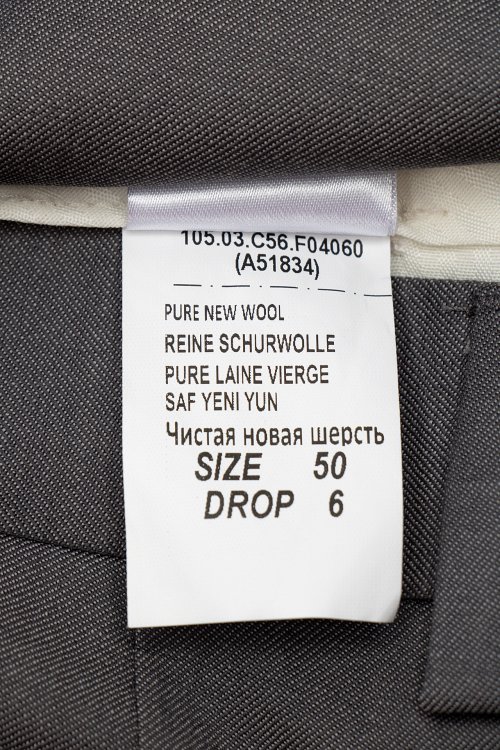 105.03.C56.F04060
(A51834)
PURE NEW WOOL
REINE SCHURWOLLE
PURE LAINE VIERGE
SAF YENI YUN
Чистая новая шерсть
SIZE 50
DROP 6